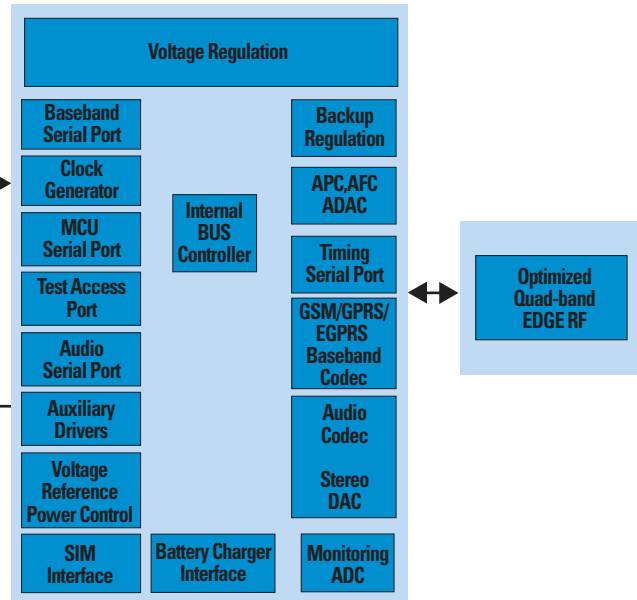 Voltage Regulation
Baseband
Serial Port
Clock
Generator
MCU
Serial Port
Test Access
Port
Audio
Serial Port
Auxiliary
Drivers
Voltage
Reference
Power Control
SIM
Interface
Internal
BUS
Controller
Battery Charger
Interface
Backup
Regulation
APC,AFC
ADAC
Timing
Serial Port
GSM/GPRS/
EGPRS
Baseband
Codec
Audio
Codec
Stereo
DAC
Monitoring
ADC
Optimized
Quad-band
EDGE RF